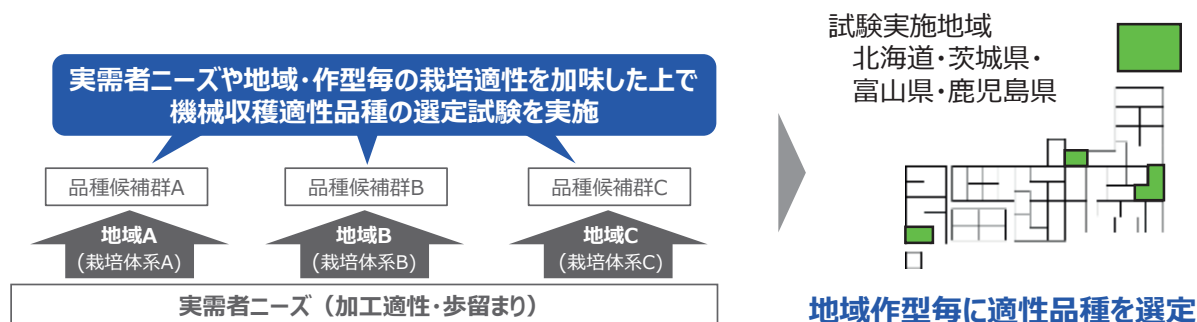 実需者ニーズや地域・作型毎の栽培適性を加味した上で
機械収穫適性品種の選定試験を実施
品種候補群A
品種候補群B
品種候補群C
地域A
(栽培体系A)
地域B
(栽培体系B)
地域C
(栽培体系C)
実需者ニーズ（加工適性・歩留まり）
試験実施地域
北海道・茨城県・
富山県・鹿児島県
地域作型毎に適性品種を選定